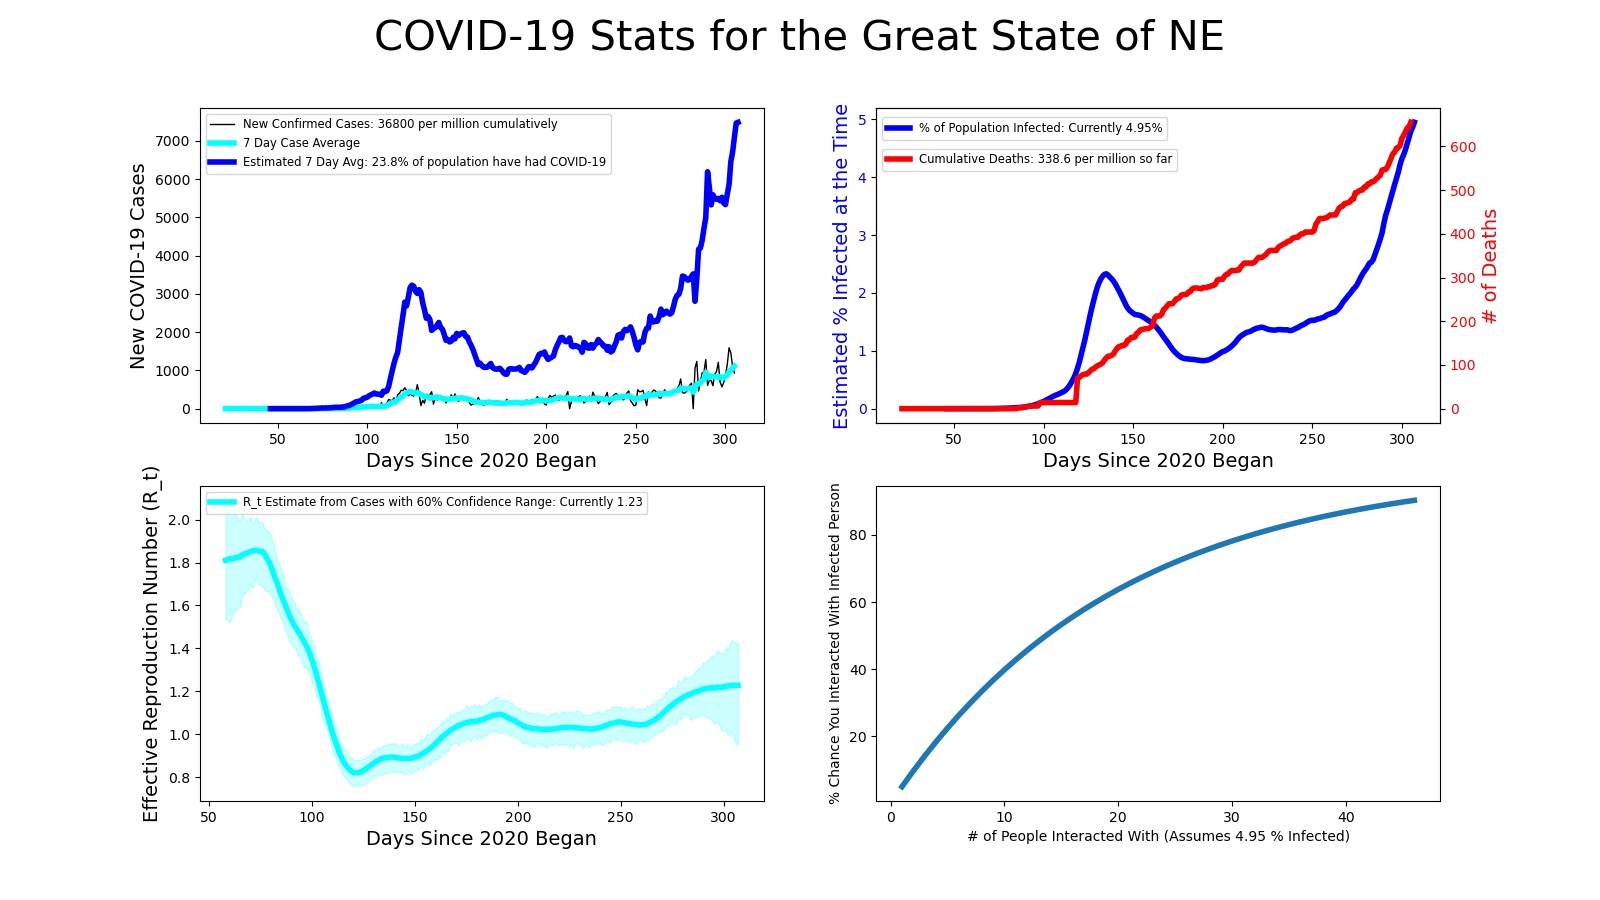 COVID-19 Stats for the Great State of NE
New COVID-19 Cases
7000
6000
5000
4000
3000
2000
1000
0
New Confirmed Cases: 36800 per million cumulatively
7 Day Case Average
Estimated 7 Day Avg: 23.8% of population have had COVID-19
50 100 150 200 250 300
Days Since 2020 Began
Estimated % Infected at the Time
5
4
3
2
1
0
% of Population Infected: Currently 4.95%
Cumulative Deaths: 338.6 per million so far
600
500
400
300
200
100
0
# of Deaths
50 100 150 200 250 300
Days Since 2020 Began
Effective Reproduction Number (R_t)
2.0
1.8
1.6
1.4
1.2
1.0
0.8
R_t Estimate from Cases with 60% Confidence Range: Currently 1.23
50 100 150 200 250 300
Days Since 2020 Began
% Chance You Interacted With Infected Person
80
60
40
20
0 10 20 30 40
# of People Interacted With (Assumes 4.95 % Infected)